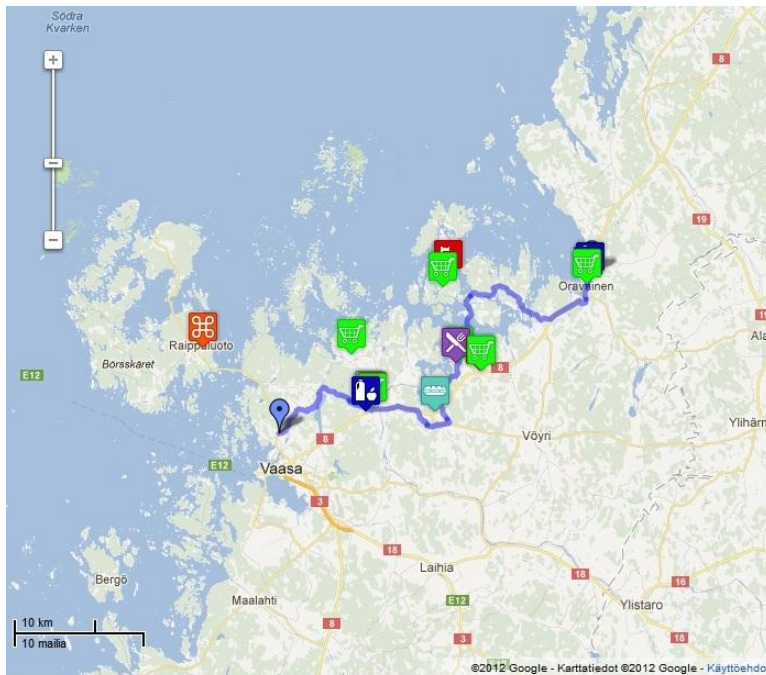 Södra
Kvarken
8
19
Oravainen
19
Raippaluoto
Ala
Börsskäret
8
E12
Ylihärm
8
Vöyri
E12
Vaasa
3
18
Laihia
18
16
Bergö
Maalahti
E12
Ylistaro
10 km
8
3
10 mailia
©2012 Google - Karttatiedot ©2012 Google - Käyttöehdo